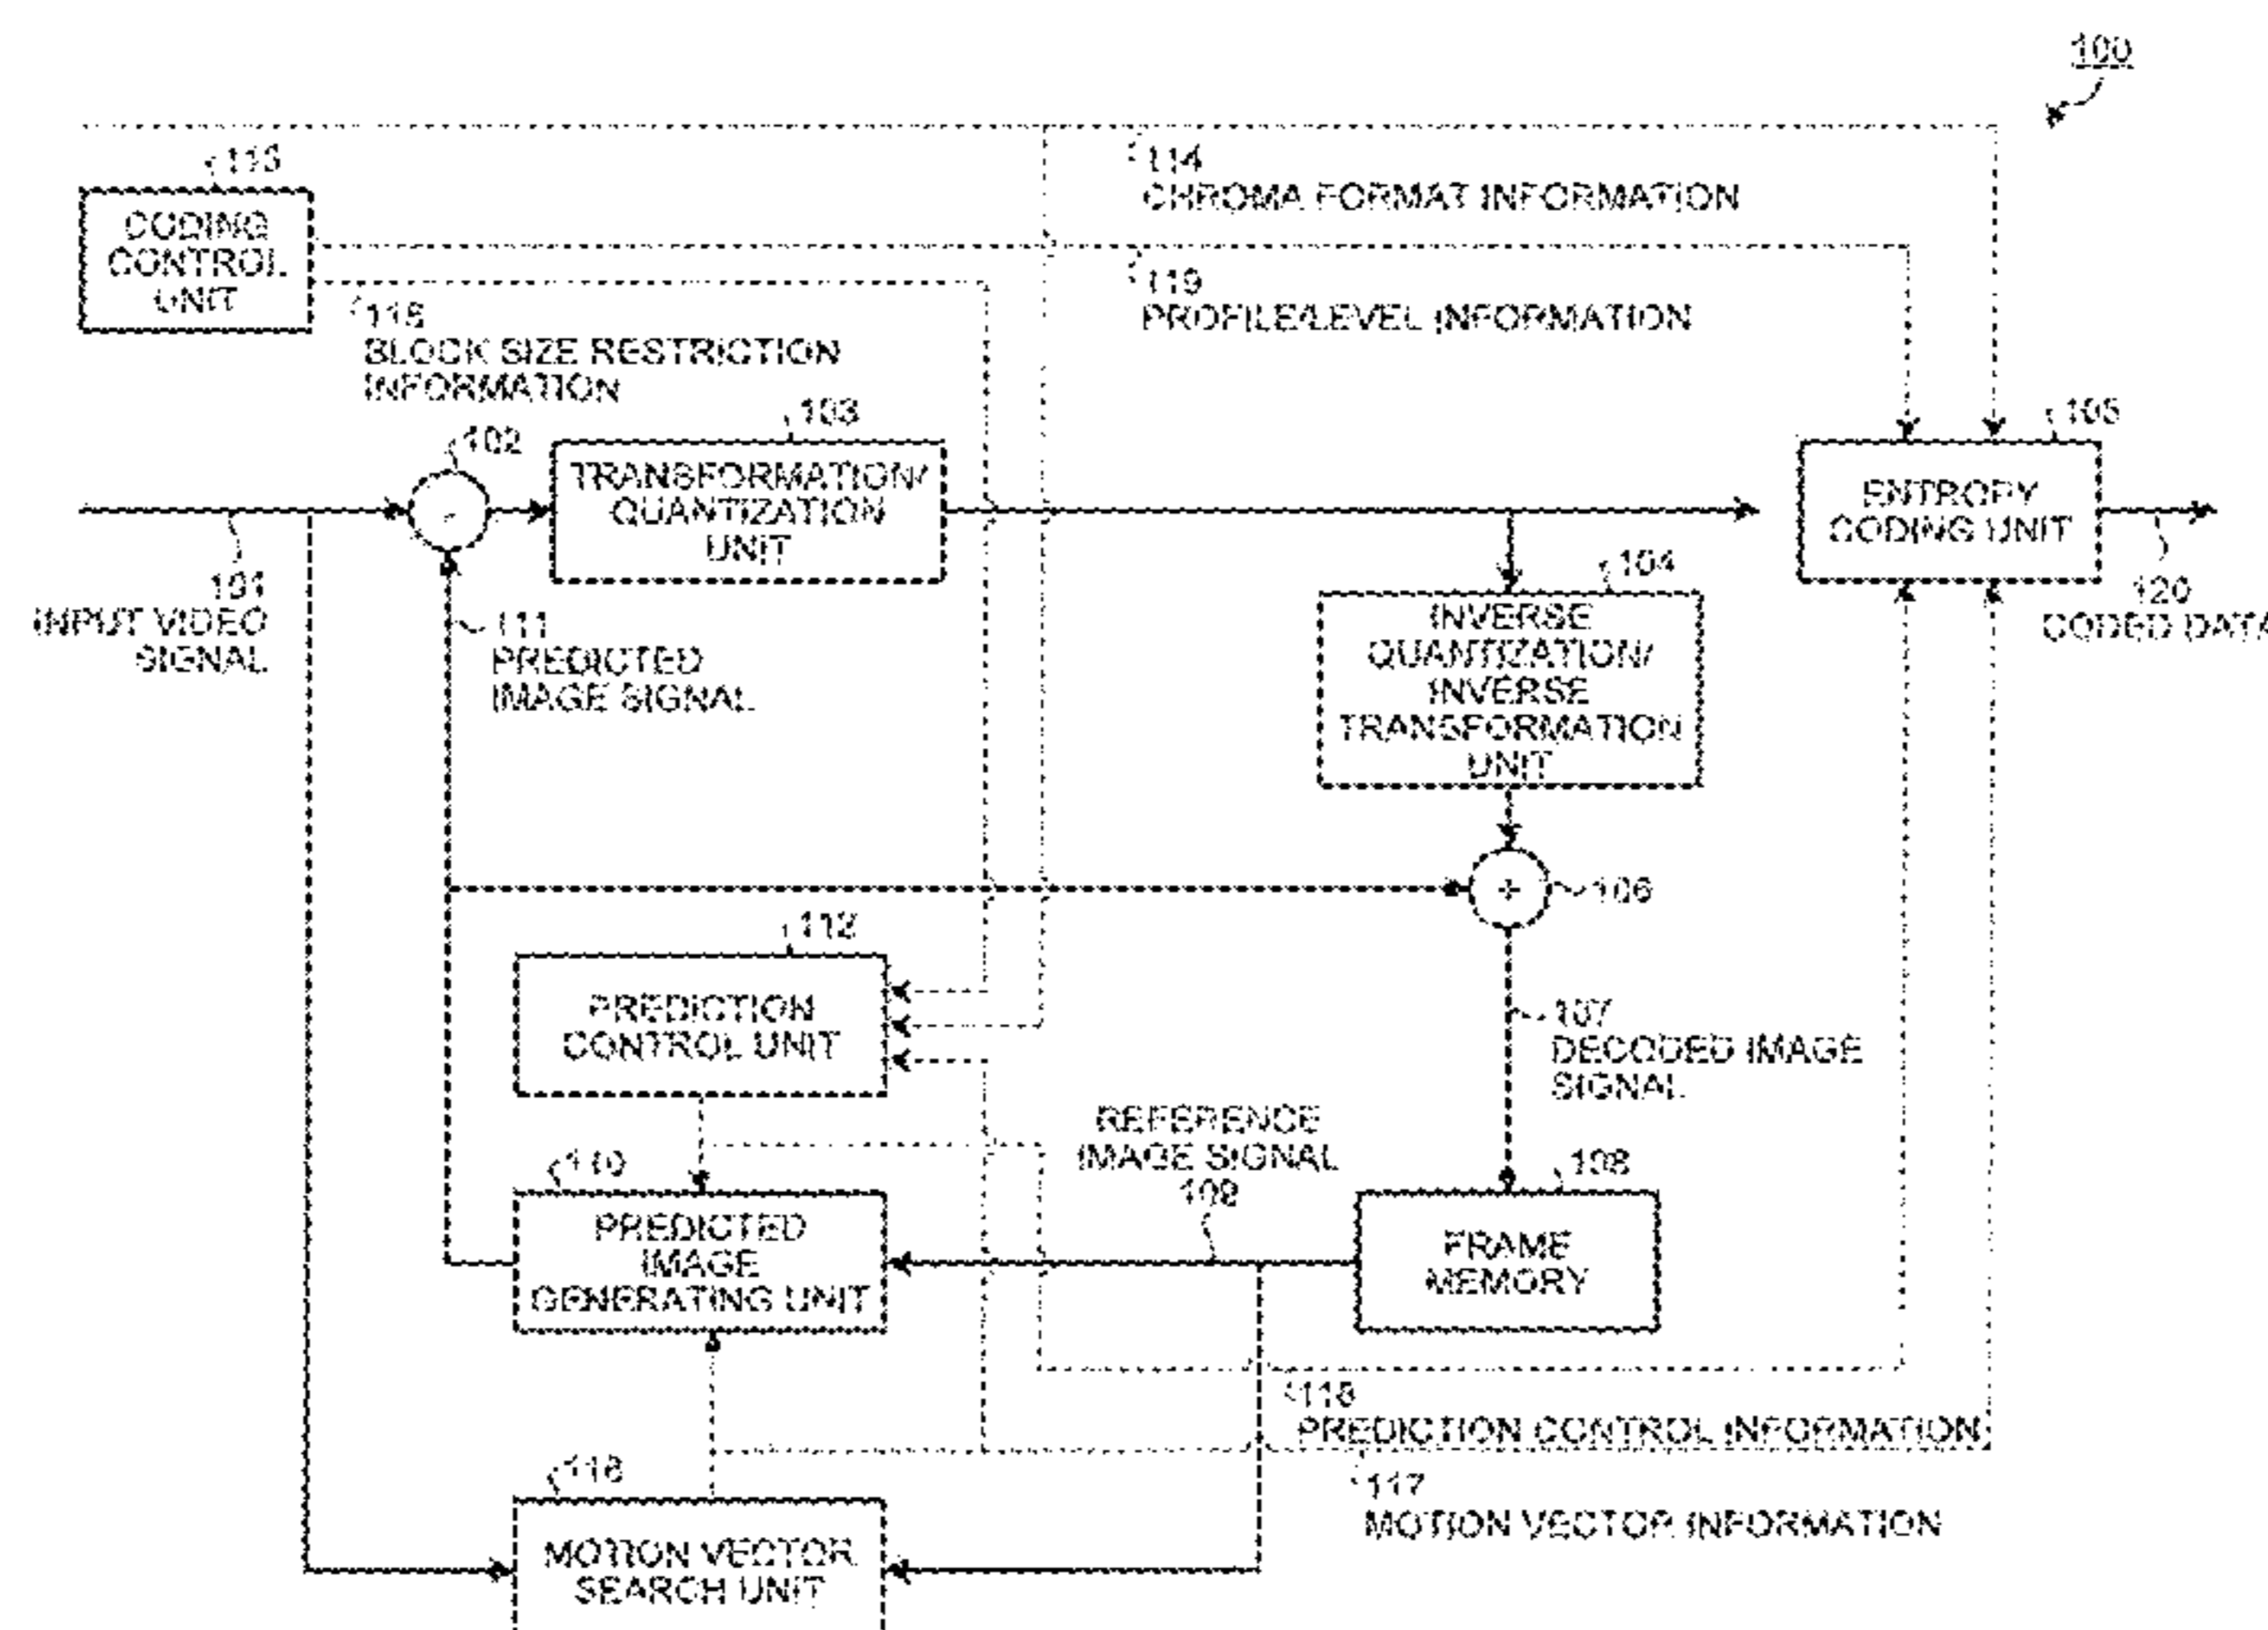 100
114
CHROMA FORMAT INFORMATION
113
CODING
CONTROL
UNIT
119
PROFILE/LEVEL INFORMATION
BLOCK SIZE RESTRICTION
INFORMATION
102
103
TRANSFORMATION/
QUANTIZATION
UNIT
105
ENTROPY
CODING UNIT
-
101
INPUT VIDEO
SIGNAL
111
PREDICTED
IMAGE SIGNAL
104
INVERSE
QUANTIZATION/
INVERSE
TRANSFORMATION
UNIT
120
CODED DATA
+
106
112
PREDICTION
CONTROL UNIT
107
DECODED IMAGE
SIGNAL
REFERENCE
IMAGE SIGNAL
109
110
PREDICTED
IMAGE
GENERATING UNIT
108
FRAME
MEMORY
PREDICTION CONTROL INFORMATION
117
MOTION VECTOR INFORMATION
116
MOTION VECTOR
SEARCH UNIT